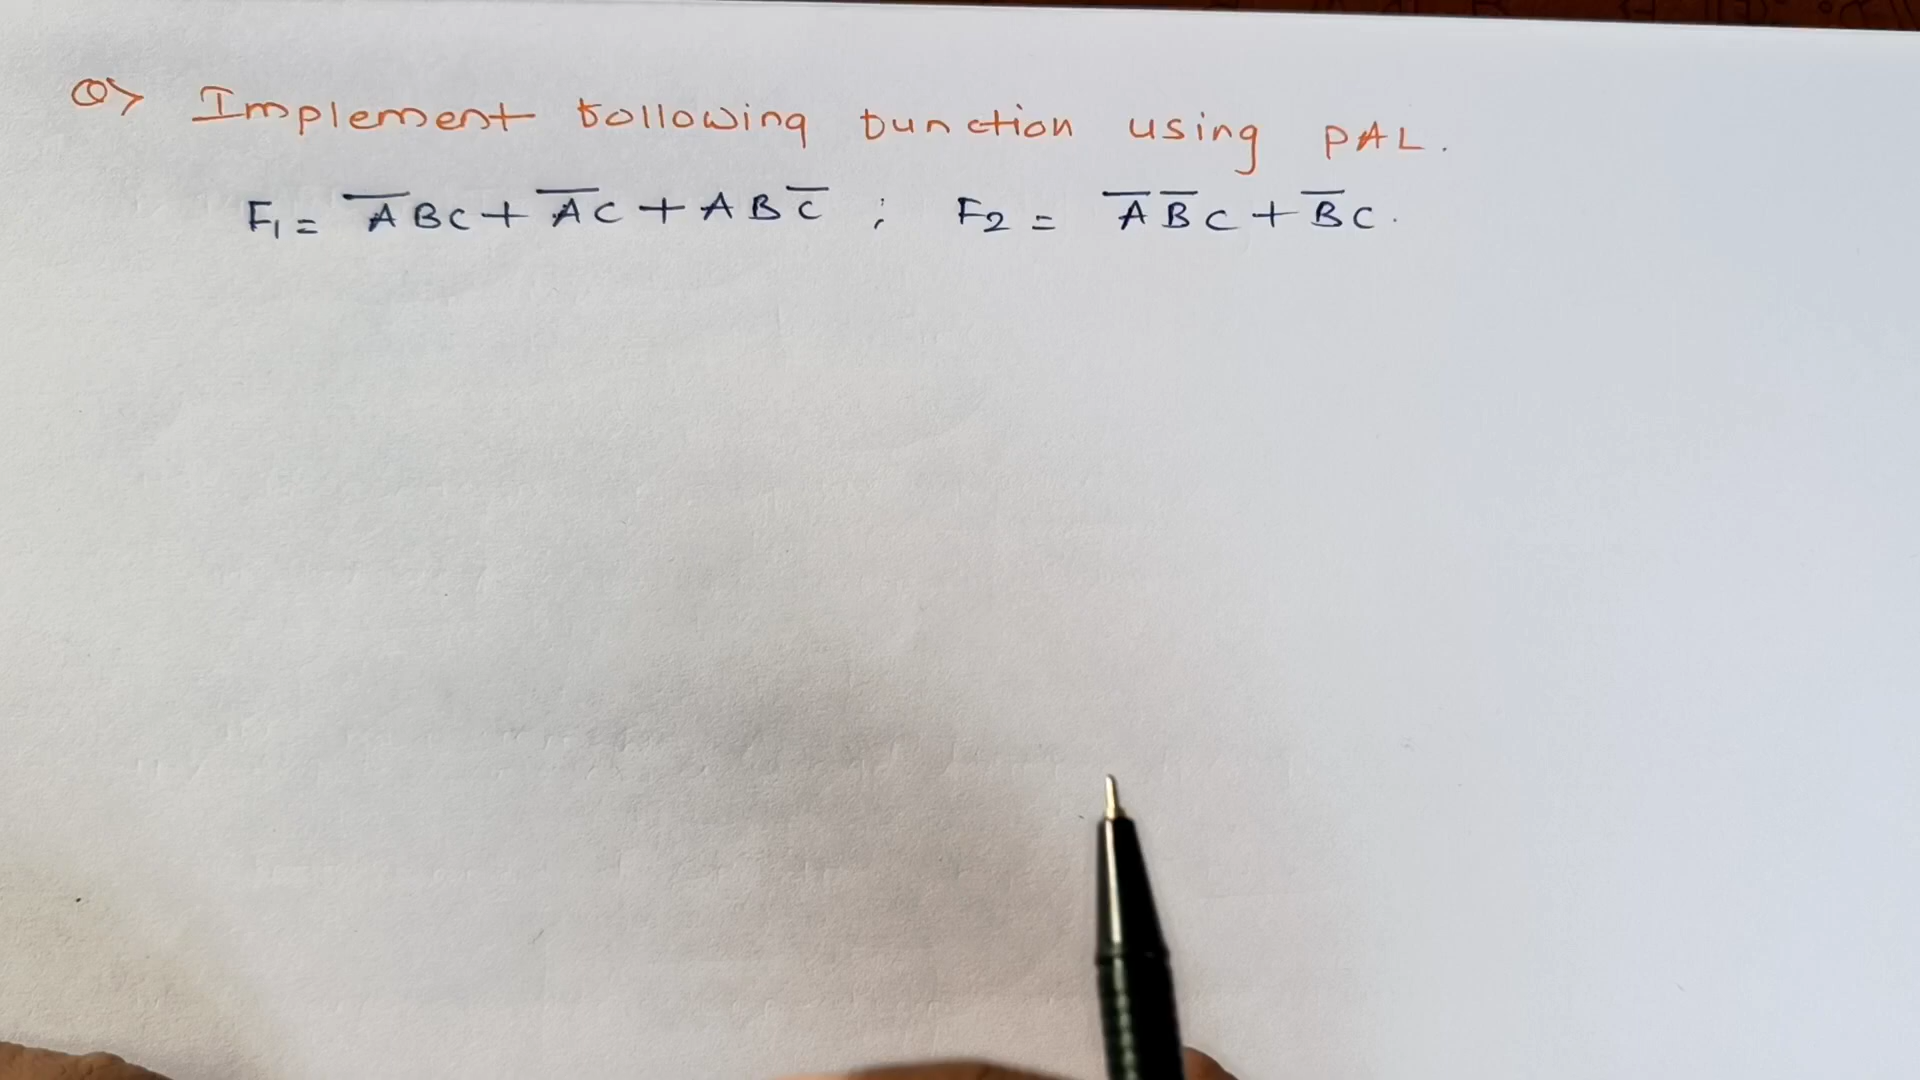 Q> Implement following function using PAL.
F₁ = A̅BC + A̅C + ABC̅ ; F₂ = A̅B̅C + B̅C.